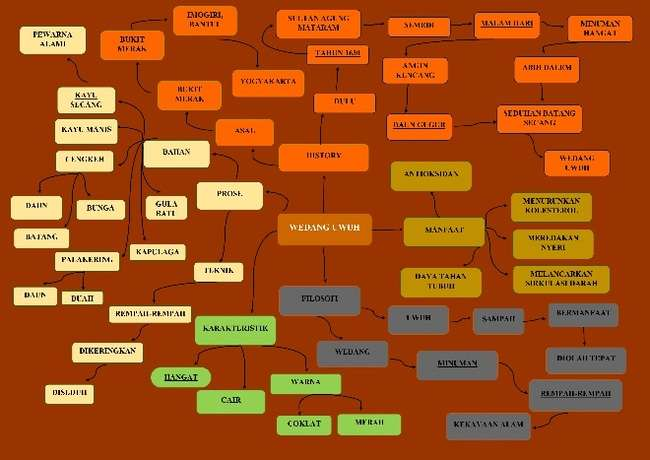 PEWARNA
ALAMI
BUKIT
MERAK
IMOGIRI,
BANTUL
SULTAN AGUNG
MATARAM
SEMEDI
MALAM HARI
MINUMAN
HANGAT
TAHUN 1630
YOGYAKARTA
ANGIN
KENCANG
ABDI DALEM
KAYU
SECANG
BUKIT
MERAK
DULU
KAYU MANIS
ASAL
DAUN GUGUR
SEDUHAN BATANG
SECANG
CENGKEH
BAHAN
HISTORY
WEDANG
UWUH
ANTIOKSIDAN
DAUN
BUNGA
GULA
BATU
PROSE
MENURUNKAN
KOLESTEROL
BATANG
WEDANG UWUH
MANFAAT
MEREDAKAN
NYERI
PALAKERING
KAPULAGA
TEKNIK
DAYA TAHAN
TUBUH
MELANCARKAN
SIRKULASI DARAH
DAUN
BUAH
REMPAH-REMPAH
FILOSOFI
UWUH
SAMPAH
BERMANFAAT
KARAKTERISTIK
DIKERINGKAN
WEDANG
MINUMAN
DIOLAH TEPAT
HANGAT
WARNA
DISEDUH
CAIR
REMPAH-REMPAH
COKLAT
MERAH
KEKAYAAN ALAM